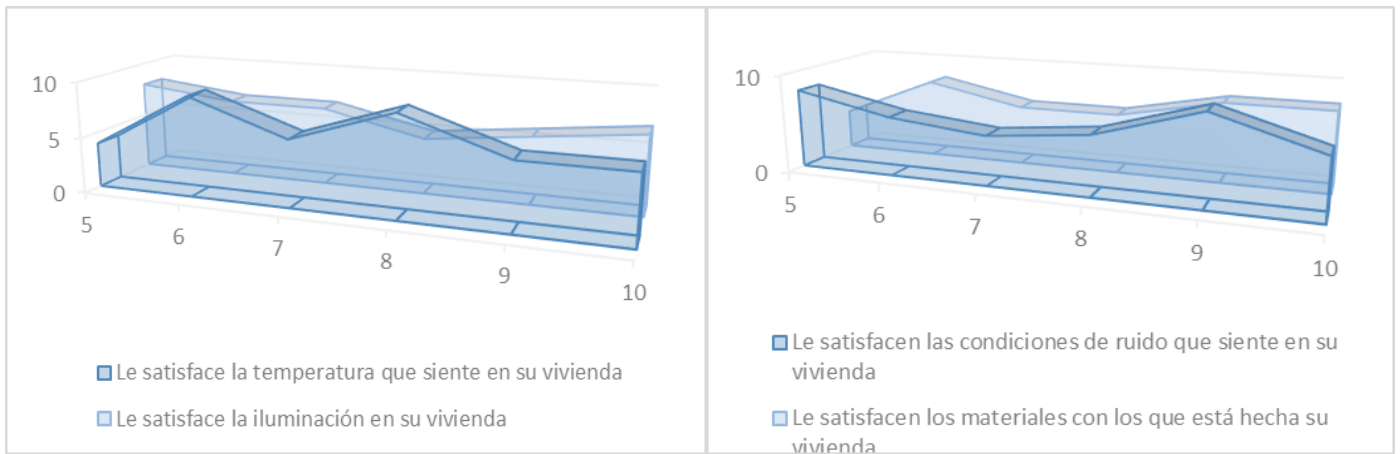 10
5
0
5
6
7
8
9
10
Le satisface la temperatura que siente en su vivienda
Le satisface la iluminación en su vivienda
10
0
5
6
7
8
9
10
Le satisfacen las condiciones de ruido que siente en su
vivienda
Le satisfacen los materiales con los que está hecha su
vivienda